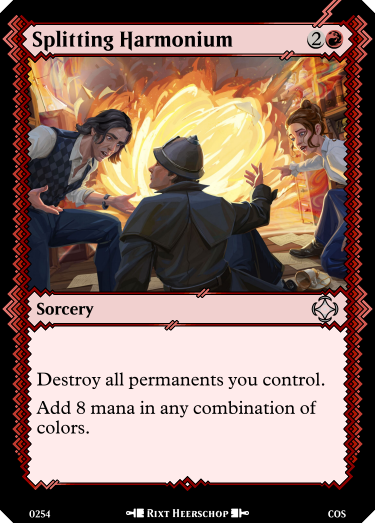 Splitting Harmonium 2
Sorcery
Destroy all permanents you control.
Add 8 mana in any combination of
colors.
0254 Rixt Heerschop COS